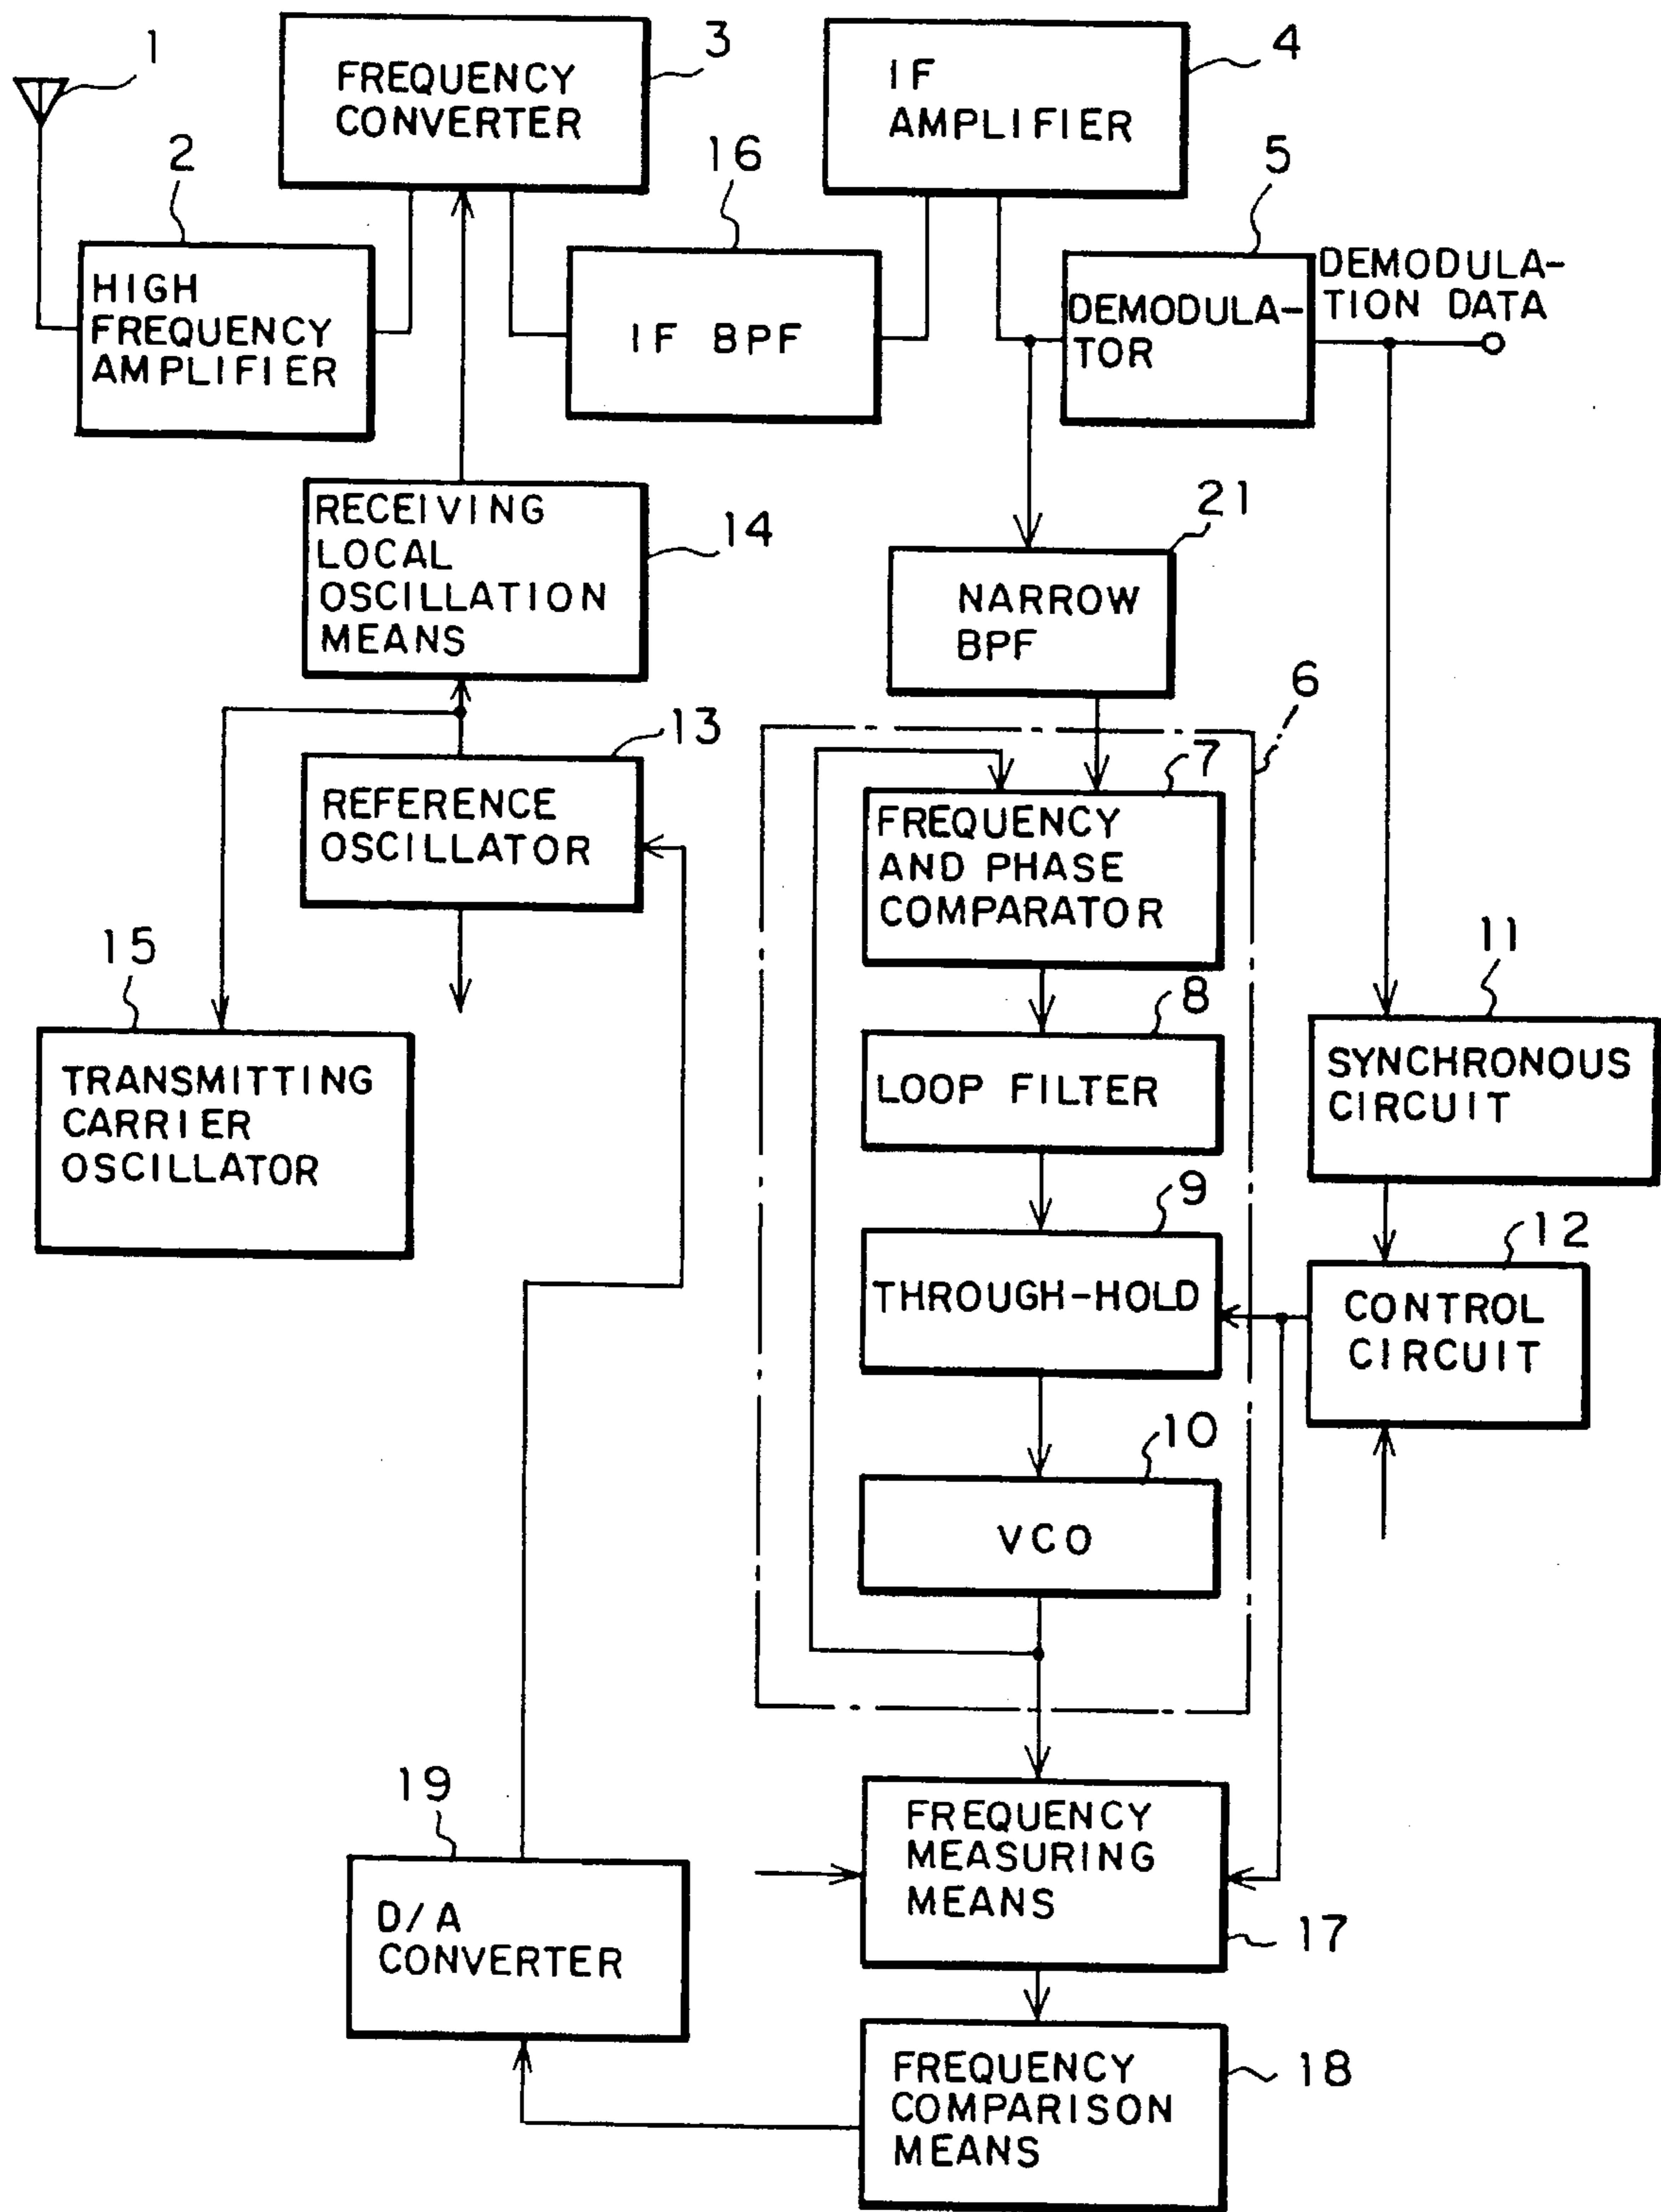 1
3
FREQUENCY
CONVERTER
4
IF
AMPLIFIER
2
HIGH
FREQUENCY
AMPLIFIER
16
IF BPF
5
DEMODULA-
TOR
DEMODULA-
TION DATA
14
RECEIVING
LOCAL
OSCILLATION
MEANS
21
NARROW
BPF
6
13
REFERENCE
OSCILLATOR
7
FREQUENCY
AND PHASE
COMPARATOR
15
TRANSMITTING
CARRIER
OSCILLATOR
8
LOOP FILTER
11
SYNCHRONOUS
CIRCUIT
9
THROUGH-HOLD
12
CONTROL
CIRCUIT
10
VCO
19
D/A
CONVERTER
FREQUENCY
MEASURING
MEANS
17
FREQUENCY
COMPARISON
MEANS
18